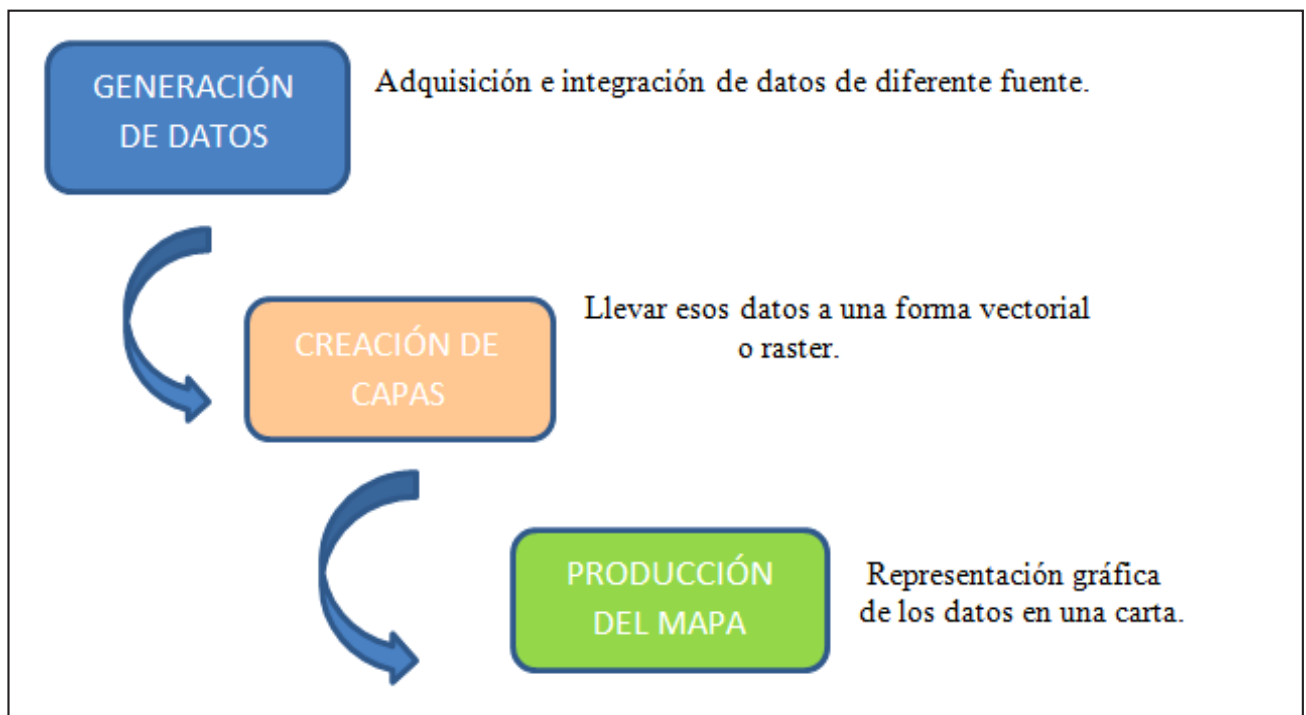 GENERACIÓN
DE DATOS
Adquisición e integración de datos de diferente fuente.
CREACIÓN DE
CAPAS
Llevar esos datos a una forma vectorial
o raster.
PRODUCCIÓN
DEL MAPA
Representación gráfica
de los datos en una carta.